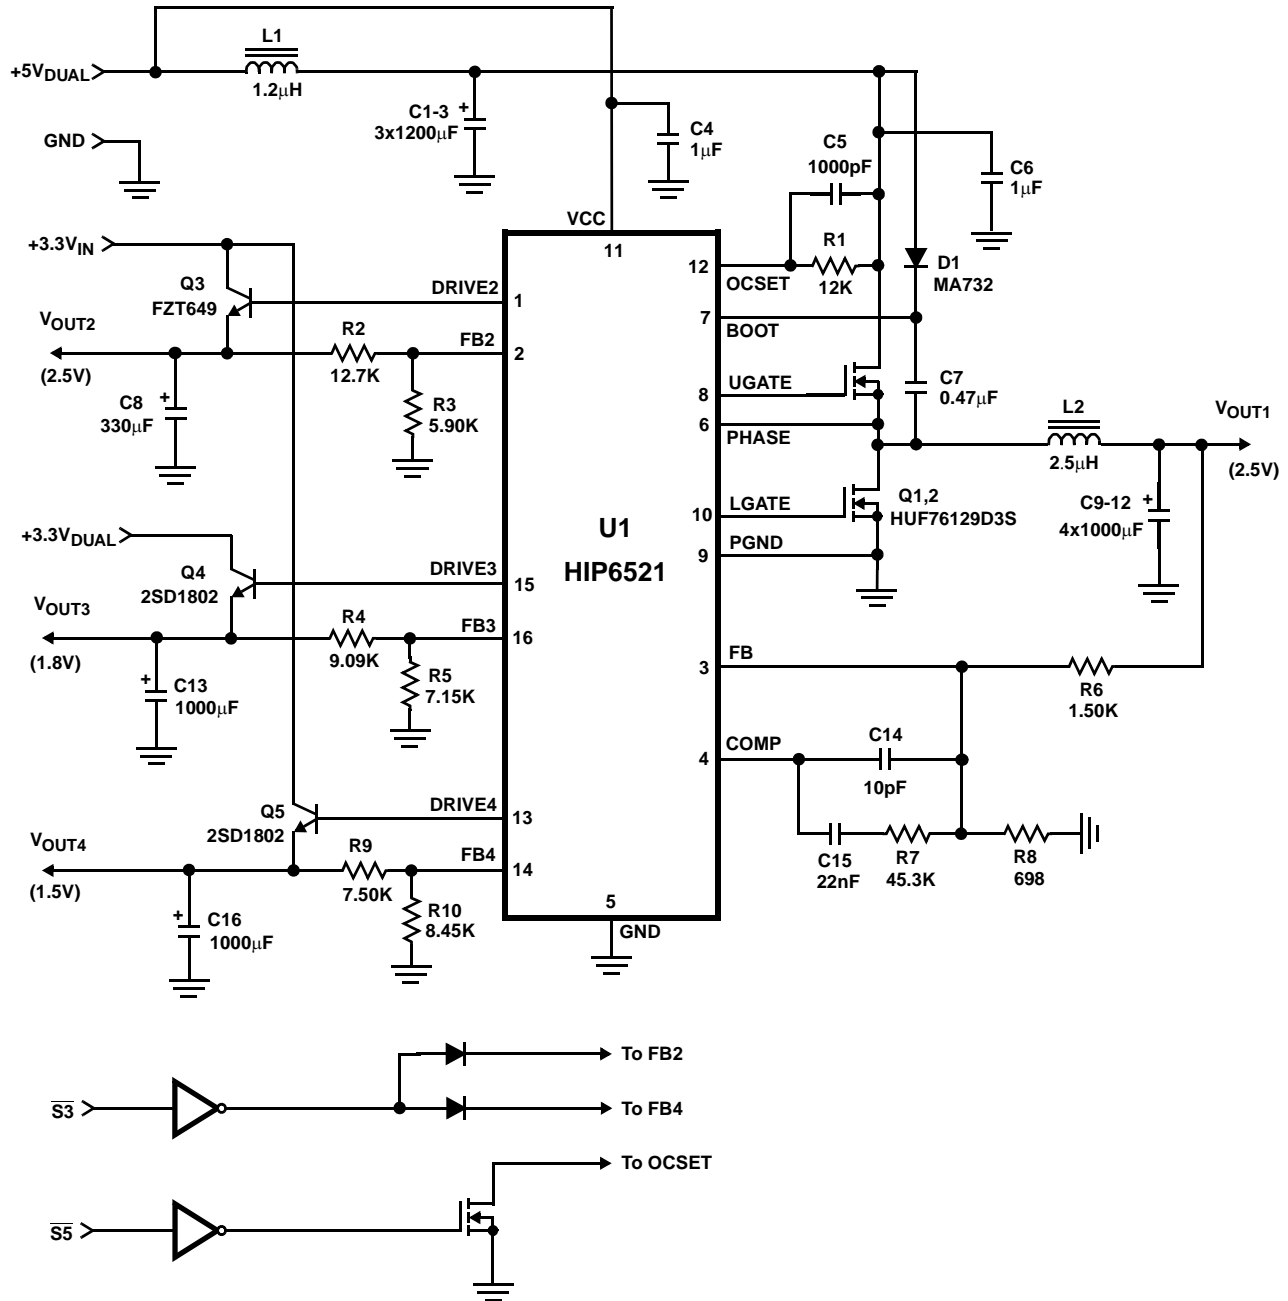 L1
+5VDUAL
1.2µH
C1-3 +
3x1200µF
GND
C4
1µF
C5
1000pF
C6
1µF
VCC
11
+3.3VIN
Q3
FZT649
DRIVE2
1
VOUT2
(2.5V)
R2
12.7K
FB2
2
C8 +
330µF
R3
5.90K
12
OCSET
R1
12K
D1
MA732
7
BOOT
8
UGATE
C7
0.47µF
6
PHASE
L2
2.5µH
VOUT1
(2.5V)
10
LGATE
Q1,2
HUF76129D3S
C9-12 +
4x1000µF
9
PGND
U1
HIP6521
+3.3VDUAL
Q4
2SD1802
DRIVE3
15
VOUT3
(1.8V)
R4
9.09K
FB3
16
+ C13
1000µF
R5
7.15K
3
FB
R6
1.50K
4
COMP
C14
10pF
C15
22nF
R7
45.3K
R8
698
Q5
2SD1802
DRIVE4
13
VOUT4
(1.5V)
R9
7.50K
FB4
14
+ C16
1000µF
R10
8.45K
5
GND
S3
To FB2
To FB4
S5
To OCSET